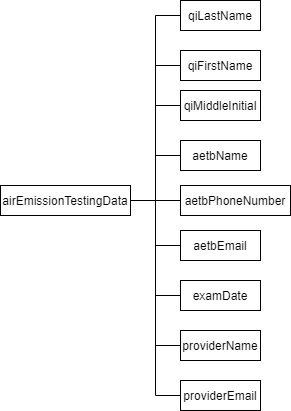 qiLastName
qiFirstName
qiMiddleInitial
aetbName
airEmissionTestingData
aetbPhoneNumber
aetbEmail
examDate
providerName
providerEmail